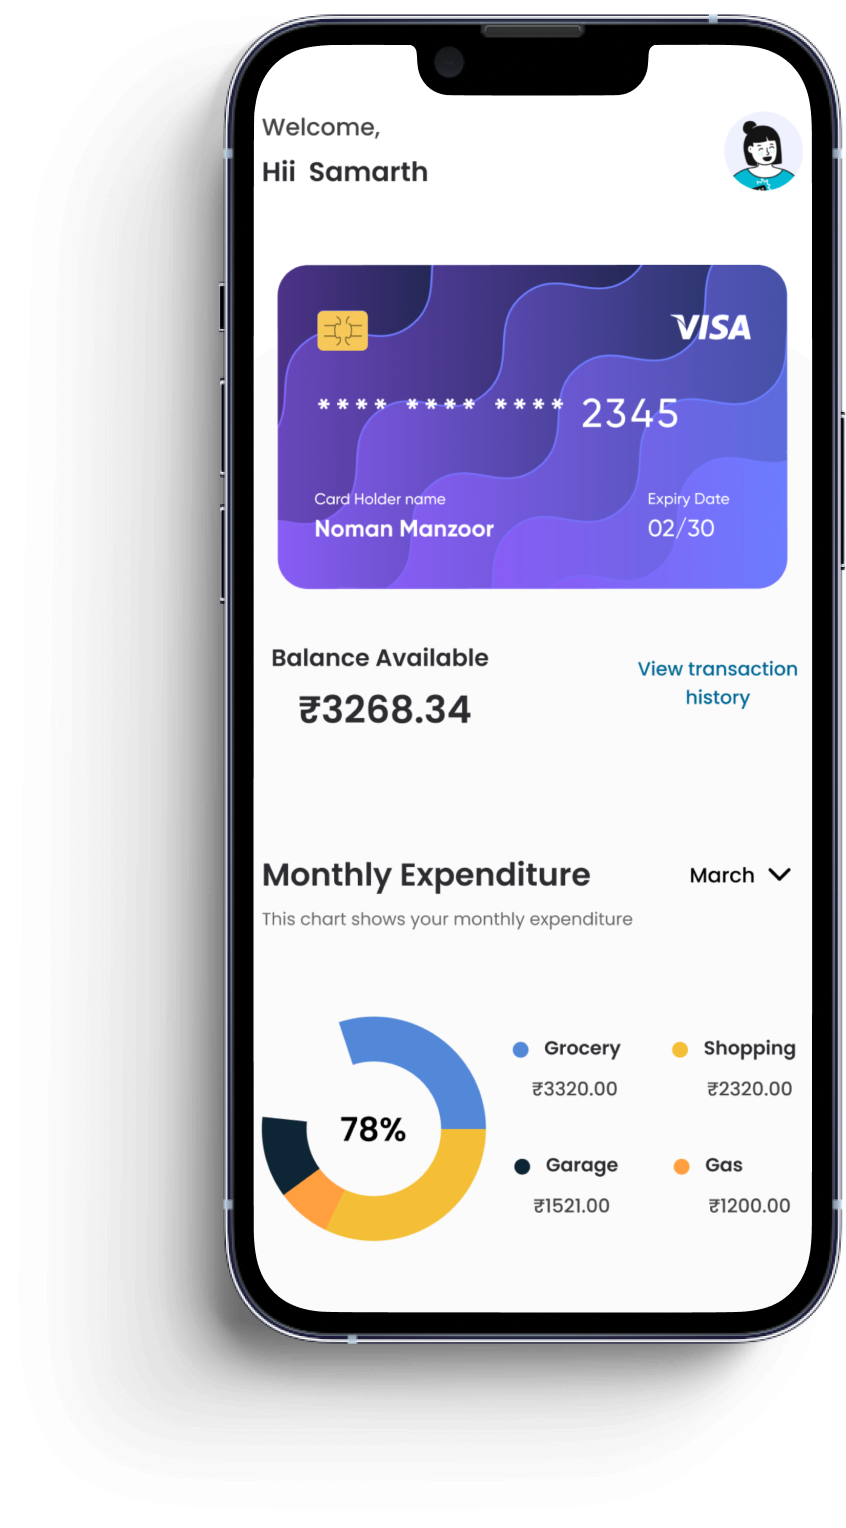 Welcome,
Hii Samarth
VISA
**** **** **** 2345
Card Holder name
Expiry Date
Noman Manzoor
02/30
Balance Available
₹3268.34
View transaction
history
Monthly Expenditure
March
This chart shows your monthly expenditure
78%
Grocery
Shopping
₹3320.00
₹2320.00
Garage
Gas
₹1521.00
₹1200.00